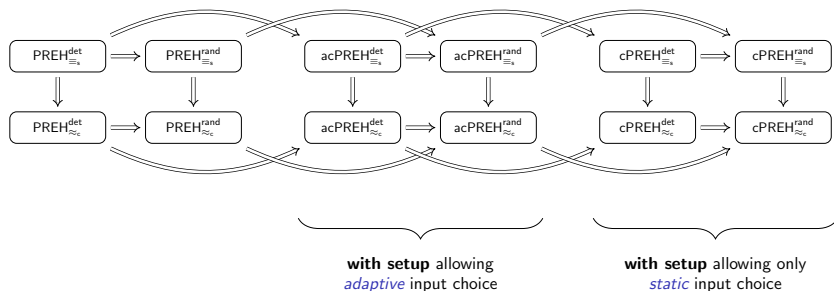 PREH^det_≡s PREH^rand_≡s acPREH^det_≡s acPREH^rand_≡s cPREH^det_≡s cPREH^rand_≡s
PREH^det_≈c PREH^rand_≈c acPREH^det_≈c acPREH^rand_≈c cPREH^det_≈c cPREH^rand_≈c
with setup allowing
adaptive input choice
with setup allowing only
static input choice